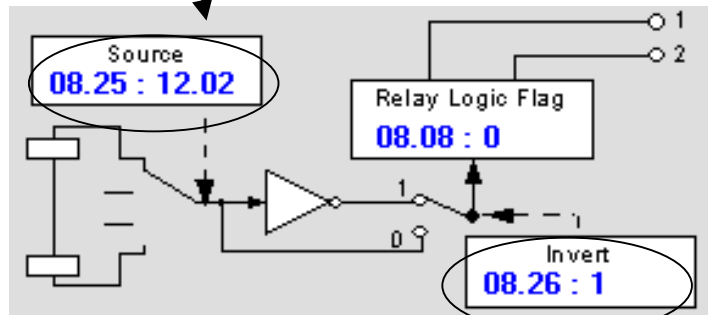 1
2
Source
08.25 : 12.02
Relay Logic Flag
08.08 : 0
1
0
Invert
08.26 : 1